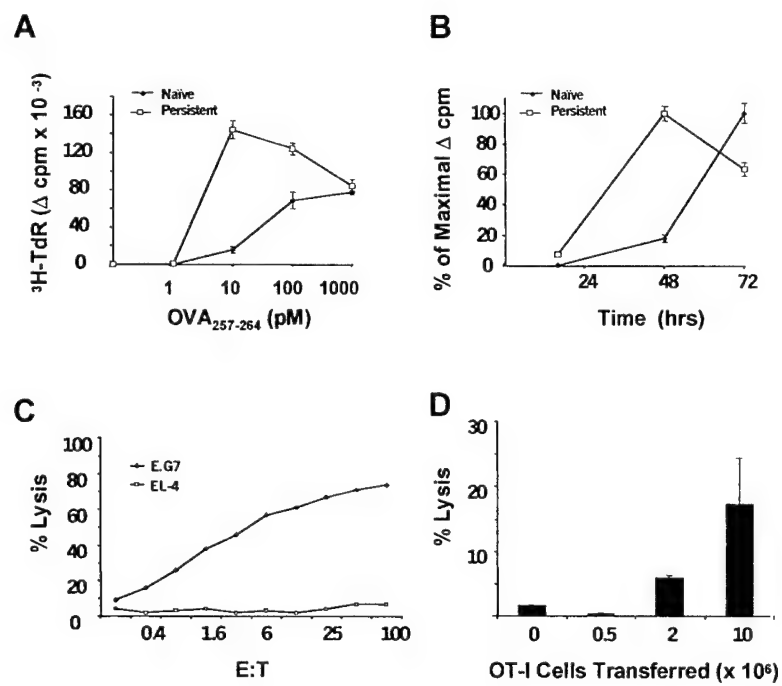 A
Naïve
Persistent
³H-TdR (Δ cpm x 10 ⁻³)
160
120
80
40
0
1
10
100
1000
OVA₂₅₇₋₂₆₄ (pM)
B
Naïve
Persistent
% of Maximal Δ cpm
100
80
60
40
20
0
24
48
72
Time (hrs)
C
E.G7
EL-4
% Lysis
100
80
60
40
20
0
0.4
1.6
6
25
100
E:T
D
% Lysis
30
20
10
0
0.5
2
10
OT-I Cells Transferred (x 10⁶)